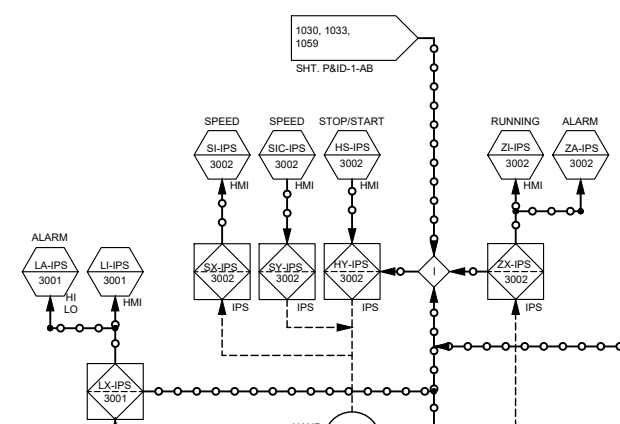 1030, 1033,
1059
SHT. P&ID-1-AB
SPEED
SPEED
STOP/START
RUNNING
ALARM
SI-IPS
3002
HMI
SIC-IPS
3002
HMI
HS-IPS
3002
HMI
ZI-IPS
3002
HMI
ZA-IPS
3002
ALARM
LA-IPS
3001
HI
LO
LI-IPS
3001
HMI
SX-IPS
3002
IPS
SY-IPS
3002
IPS
HY-IPS
3002
IPS
I
ZX-IPS
3002
IPS
LX-IPS
3001